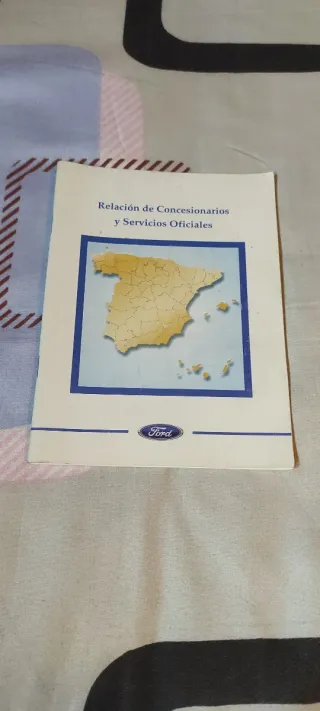 Relación de Concesionarios
y Servicios Oficiales
Ford